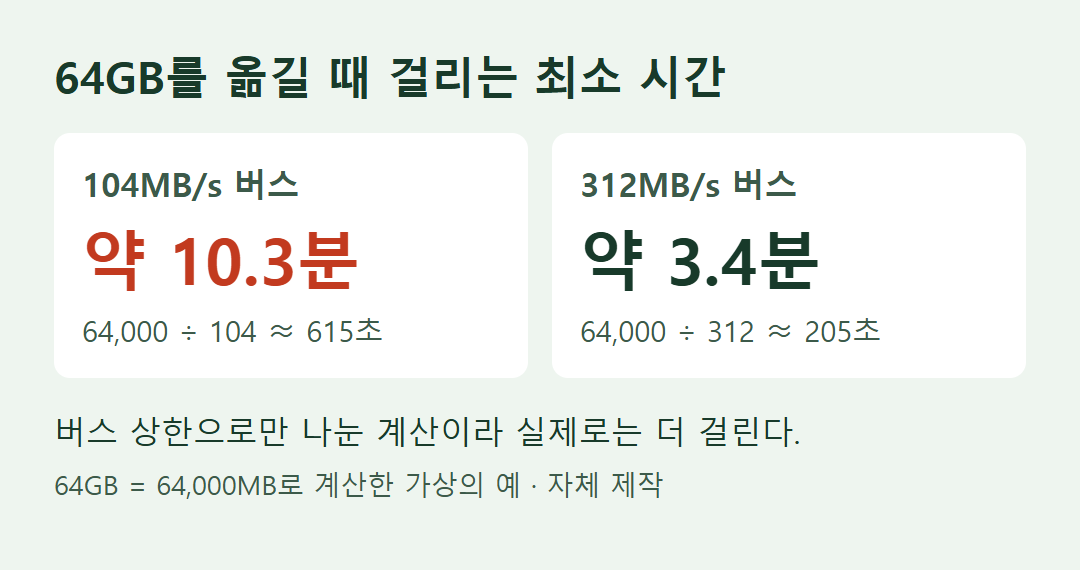 64GB를 옮길 때 걸리는 최소 시간
104MB/s 버스
약 10.3분
64,000 ÷ 104 ≈ 615초
312MB/s 버스
약 3.4분
64,000 ÷ 312 ≈ 205초
버스 상한으로만 나눈 계산이라 실제로는 더 걸린다.
64GB = 64,000MB로 계산한 가상의 예 · 자체 제작